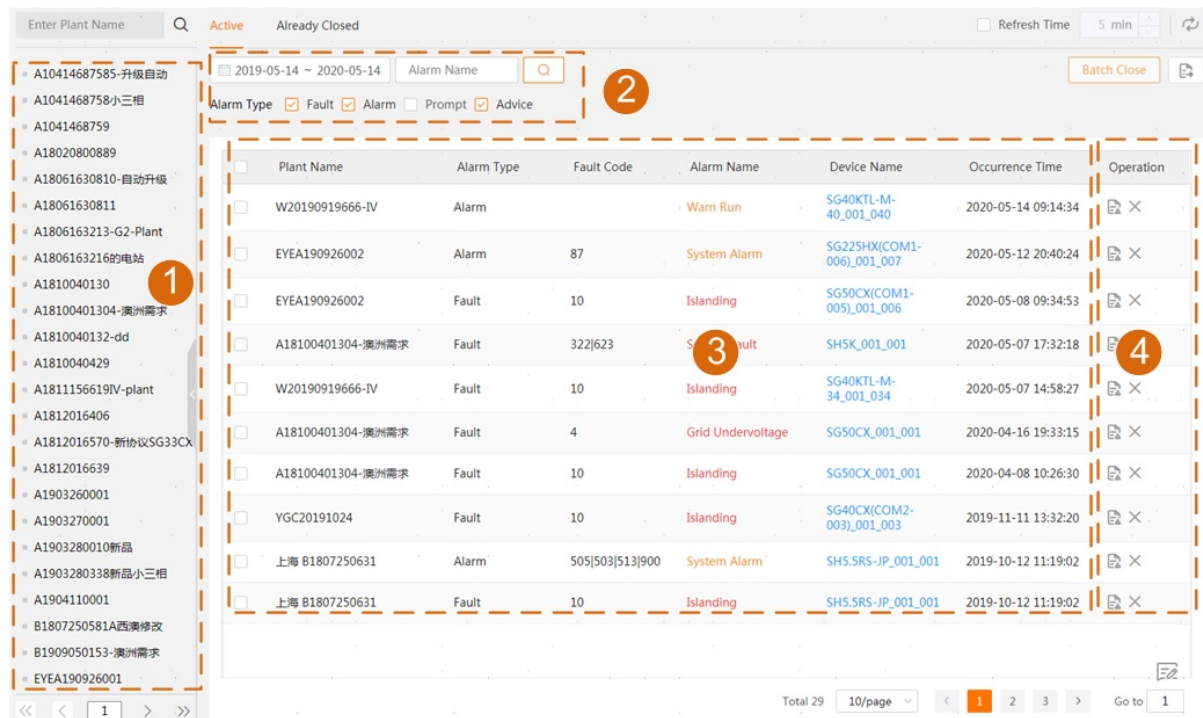 Enter Plant Name
Active Already Closed
Refresh Time 5 min
A10414687585-升级自动
A1041468758小三相
A1041468759
A18020800889
A18061630810-自动升级
A18061630811
A1806163213-G2-Plant
A1806163216的电站
A1810040130
A18100401304-澳洲需求
A1810040132-dd
A1810040429
A1811156619IV-plant
A1812016406
A1812016570-新协议SG33CX
A1812016639
A1903260001
A1903270001
A1903280010新品
A1903280338新品小三相
A1904110001
B1807250581A西澳修改
B1909050153-澳洲需求
EYEA190926001
1
1
2019-05-14 ~ 2020-05-14 Alarm Name
Alarm Type Fault Alarm Prompt Advice
2
Batch Close
Plant Name Alarm Type Fault Code Alarm Name Device Name Occurrence Time Operation
W20190919666-IV Alarm Warn Run SG40KTL-M-40_001_040 2020-05-14 09:14:34
EYEA190926002 Alarm 87 System Alarm SG225HX(COM1-006)_001_007 2020-05-12 20:40:24
EYEA190926002 Fault 10 Islanding SG50CX(COM1-005)_001_006 2020-05-08 09:34:53
A18100401304-澳洲需求 Fault 322|623 SH5K_001_001 2020-05-07 17:32:18
3
4
W20190919666-IV Fault 10 Islanding SG40KTL-M-34_001_034 2020-05-07 14:58:27
A18100401304-澳洲需求 Fault 4 Grid Undervoltage SG50CX_001_001 2020-04-16 19:33:15
A18100401304-澳洲需求 Fault 10 Islanding SG50CX_001_001 2020-04-08 10:26:30
YGC20191024 Fault 10 Islanding SG40CX(COM2-003)_001_003 2019-11-11 13:32:20
上海 B1807250631 Alarm 505|503|513|900 System Alarm SH5.5RS-JP_001_001 2019-10-12 11:19:02
上海 B1807250631 Fault 10 Islanding SH5.5RS-JP_001_001 2019-10-12 11:19:02
Total 29 10/page 1 2 3 Go to 1